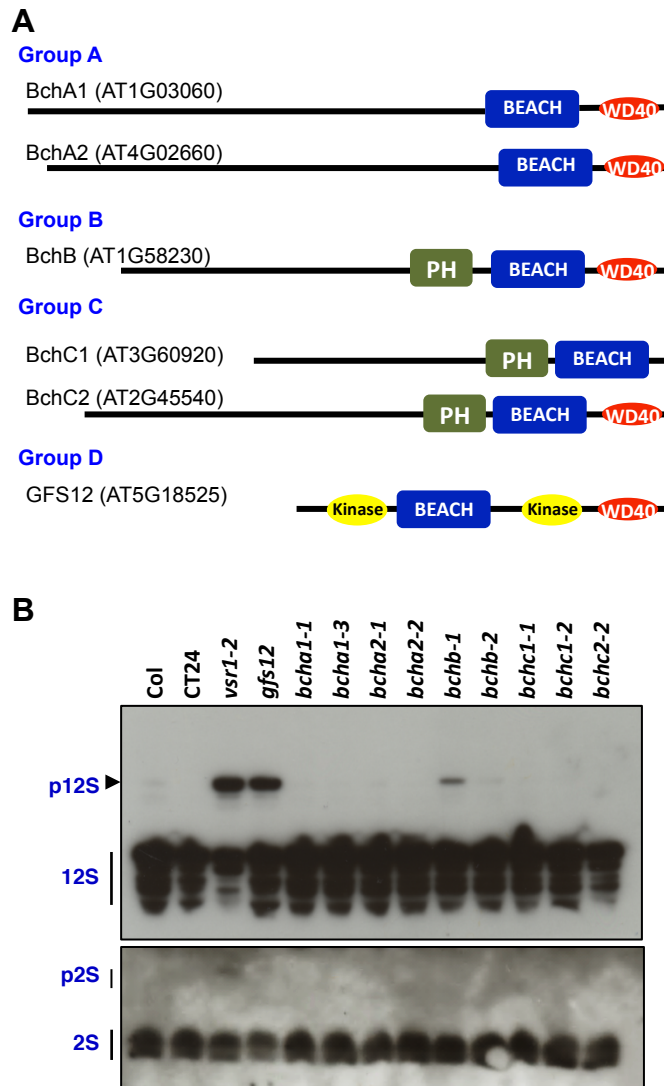 A
Group A
BchA1 (AT1G03060)
BEACH WD40
BchA2 (AT4G02660)
BEACH WD40
Group B
BchB (AT1G58230)
PH BEACH WD40
Group C
BchC1 (AT3G60920)
PH BEACH
BchC2 (AT2G45540)
PH BEACH WD40
Group D
GFS12 (AT5G18525)
Kinase BEACH Kinase WD40
B
Col CT24 vsr1-2 gfs12 bcha1-1 bcha1-3 bcha2-1 bcha2-2 bchb-1 bchb-2 bchc1-1 bchc1-2 bchc2-2
p12S
12S
p2S
2S